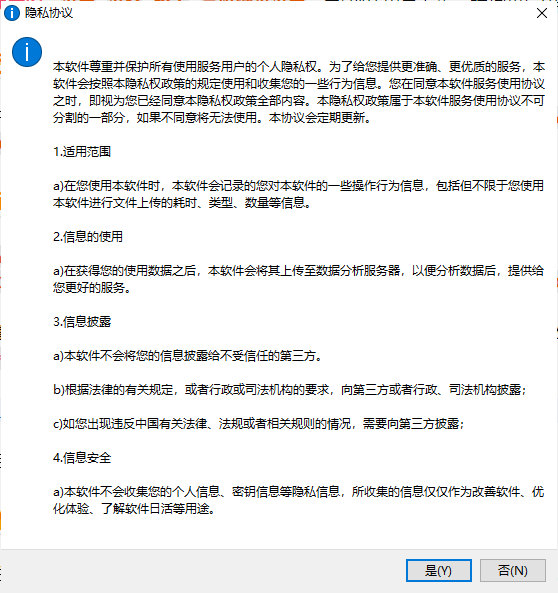 隐私协议
本软件尊重并保护所有使用服务用户的个人隐私权。为了给您提供更准确、更优质的服务，本
软件会按照本隐私权政策的规定使用和收集您的一些行为信息。您在同意本软件服务使用协议
之时，即视为您已经同意本隐私权政策全部内容。本隐私权政策属于本软件服务使用协议不可
分割的一部分，如果不同意将无法使用。本协议会定期更新。
1.适用范围
a)在您使用本软件时，本软件会记录的您对本软件的一些操作行为信息，包括但不限于您使用
本软件进行文件上传的耗时、类型、数量等信息。
2.信息的使用
a)在获得您的使用数据之后，本软件会将其上传至数据分析服务器，以便分析数据后，提供给
您更好的服务。
3.信息披露
a)本软件不会将您的信息披露给不受信任的第三方。
b)根据法律的有关规定，或者行政或司法机构的要求，向第三方或者行政、司法机构披露；
c)如您出现违反中国有关法律、法规或者相关规则的情况，需要向第三方披露；
4.信息安全
a)本软件不会收集您的个人信息、密钥信息等隐私信息，所收集的信息仅仅作为改善软件、优
化体验、了解软件日活等用途。
是(Y) 否(N)